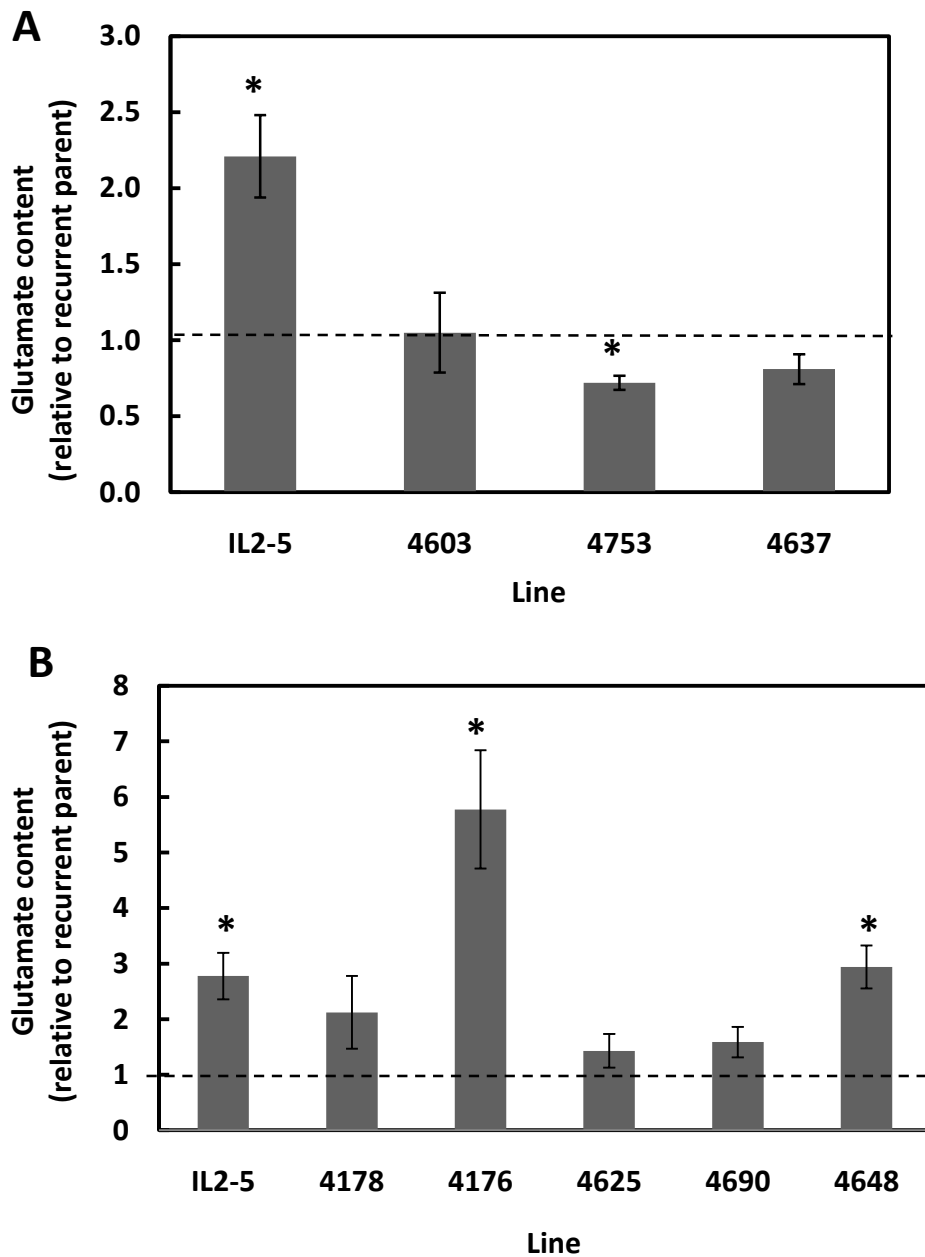 A
Glutamate content
(relative to recurrent parent)
3.0
2.5
2.0
1.5
1.0
0.5
0.0
*
*
IL2-5 4603 4753 4637
Line
B
Glutamate content
(relative to recurrent parent)
8
7
6
5
4
3
2
1
0
*
*
*
IL2-5 4178 4176 4625 4690 4648
Line